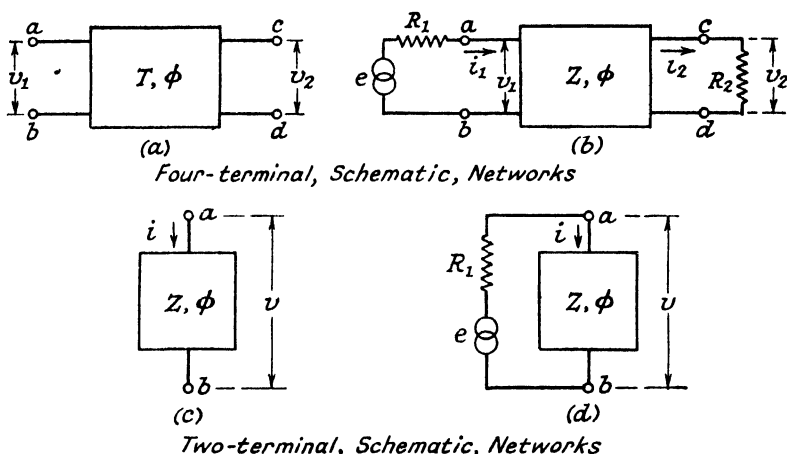 a
c
v₁
T, ϕ
v₂
b
d
(a)
R₁
a
c
e
i₁
v₁
Z, ϕ
i₂
R₂
v₂
b
d
(b)
Four-terminal, Schematic, Networks
a
i
Z, ϕ
v
b
(c)
a
i
R₁
Z, ϕ
v
e
b
(d)
Two-terminal, Schematic, Networks